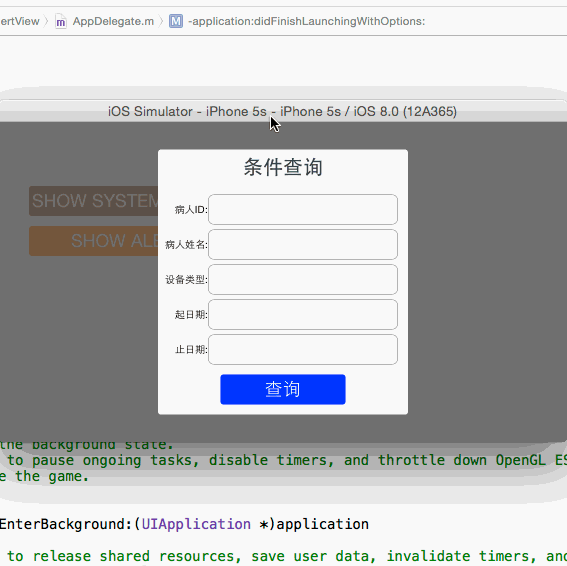 ertView 〉 m AppDelegate.m 〉 M -application:didFinishLaunchingWithOptions:
iOS Simulator - iPhone 5s - iPhone 5s / iOS 8.0 (12A365)
条件查询
SHOW SYSTEM
病人ID:
SHOW ALE
病人姓名:
设备类型:
起日期:
止日期:
查询
the background state.
to pause ongoing tasks, disable timers, and throttle down OpenGL ES
e the game.
EnterBackground:(UIApplication *)application
to release shared resources, save user data, invalidate timers, and